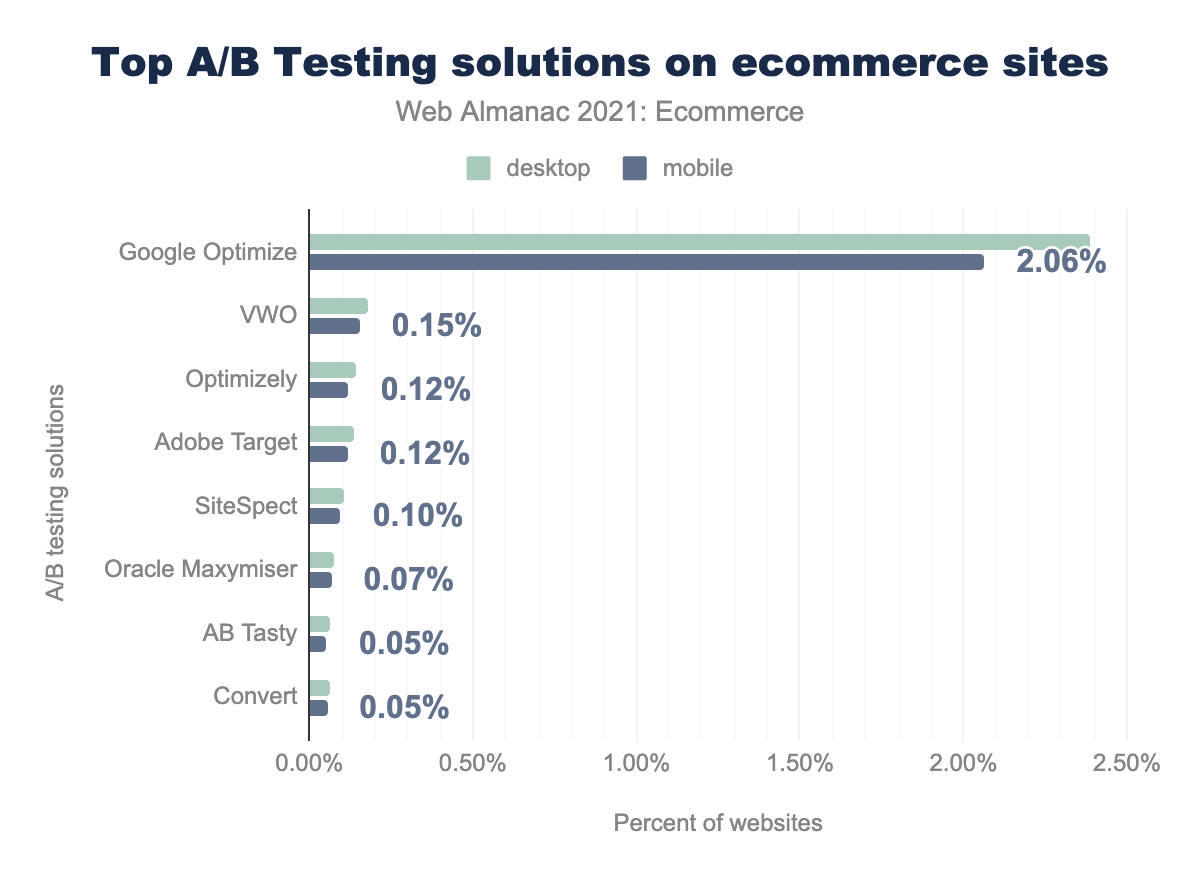 Top A/B Testing solutions on ecommerce sites
Web Almanac 2021: Ecommerce
desktop
mobile
A/B testing solutions
Google Optimize
2.06%
VWO
0.15%
Optimizely
0.12%
Adobe Target
0.12%
SiteSpect
0.10%
Oracle Maxymiser
0.07%
AB Tasty
0.05%
Convert
0.05%
0.00%
0.50%
1.00%
1.50%
2.00%
2.50%
Percent of websites